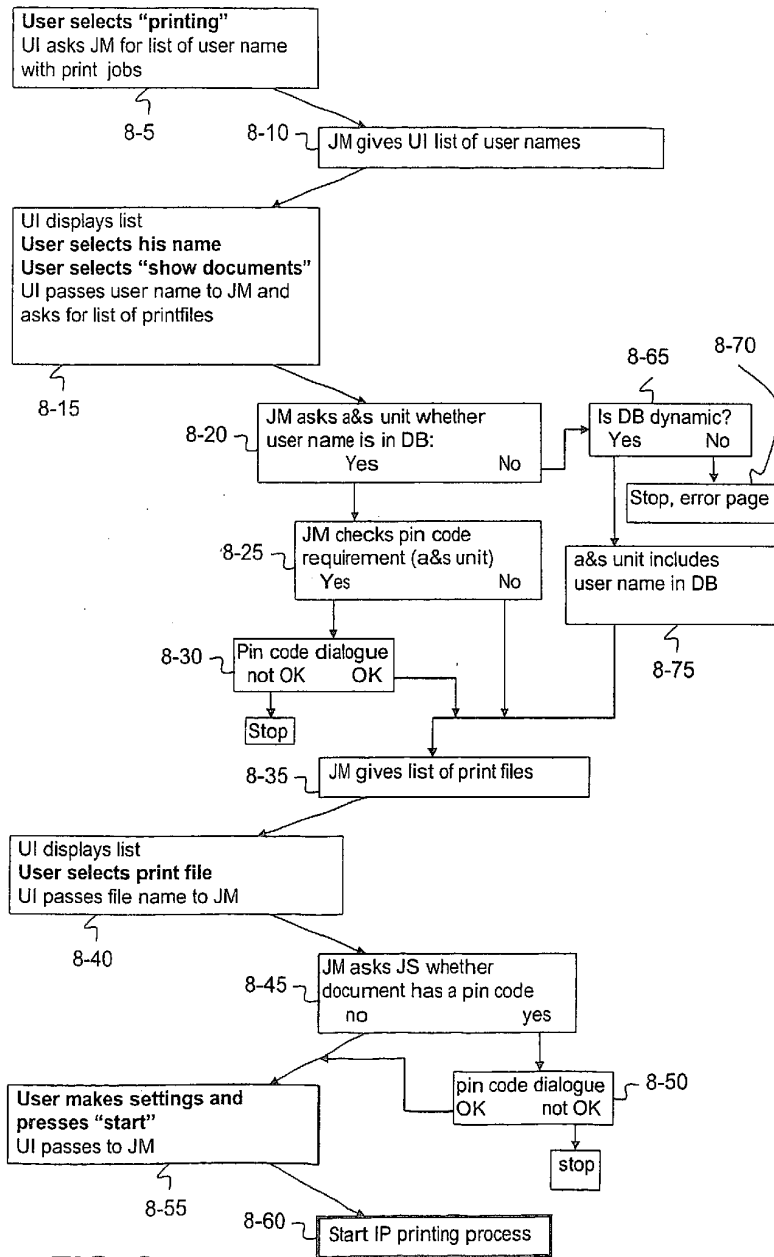 User selects “printing”
UI asks JM for list of user name
with print jobs
8-5
8-10
JM gives UI list of user names
UI displays list
User selects his name
User selects “show documents”
UI passes user name to JM and
asks for list of printfiles
8-15
8-65
8-70
8-20
JM asks a&s unit whether
user name is in DB:
Yes No
Is DB dynamic?
Yes No
Stop, error page
8-25
JM checks pin code
requirement (a&s unit)
Yes No
a&s unit includes
user name in DB
8-75
8-30
Pin code dialogue
not OK OK
Stop
8-35
JM gives list of print files
UI displays list
User selects print file
UI passes file name to JM
8-40
8-45
JM asks JS whether
document has a pin code
no yes
pin code dialogue
OK not OK
8-50
stop
User makes settings and
presses “start”
UI passes to JM
8-55
8-60
Start IP printing process